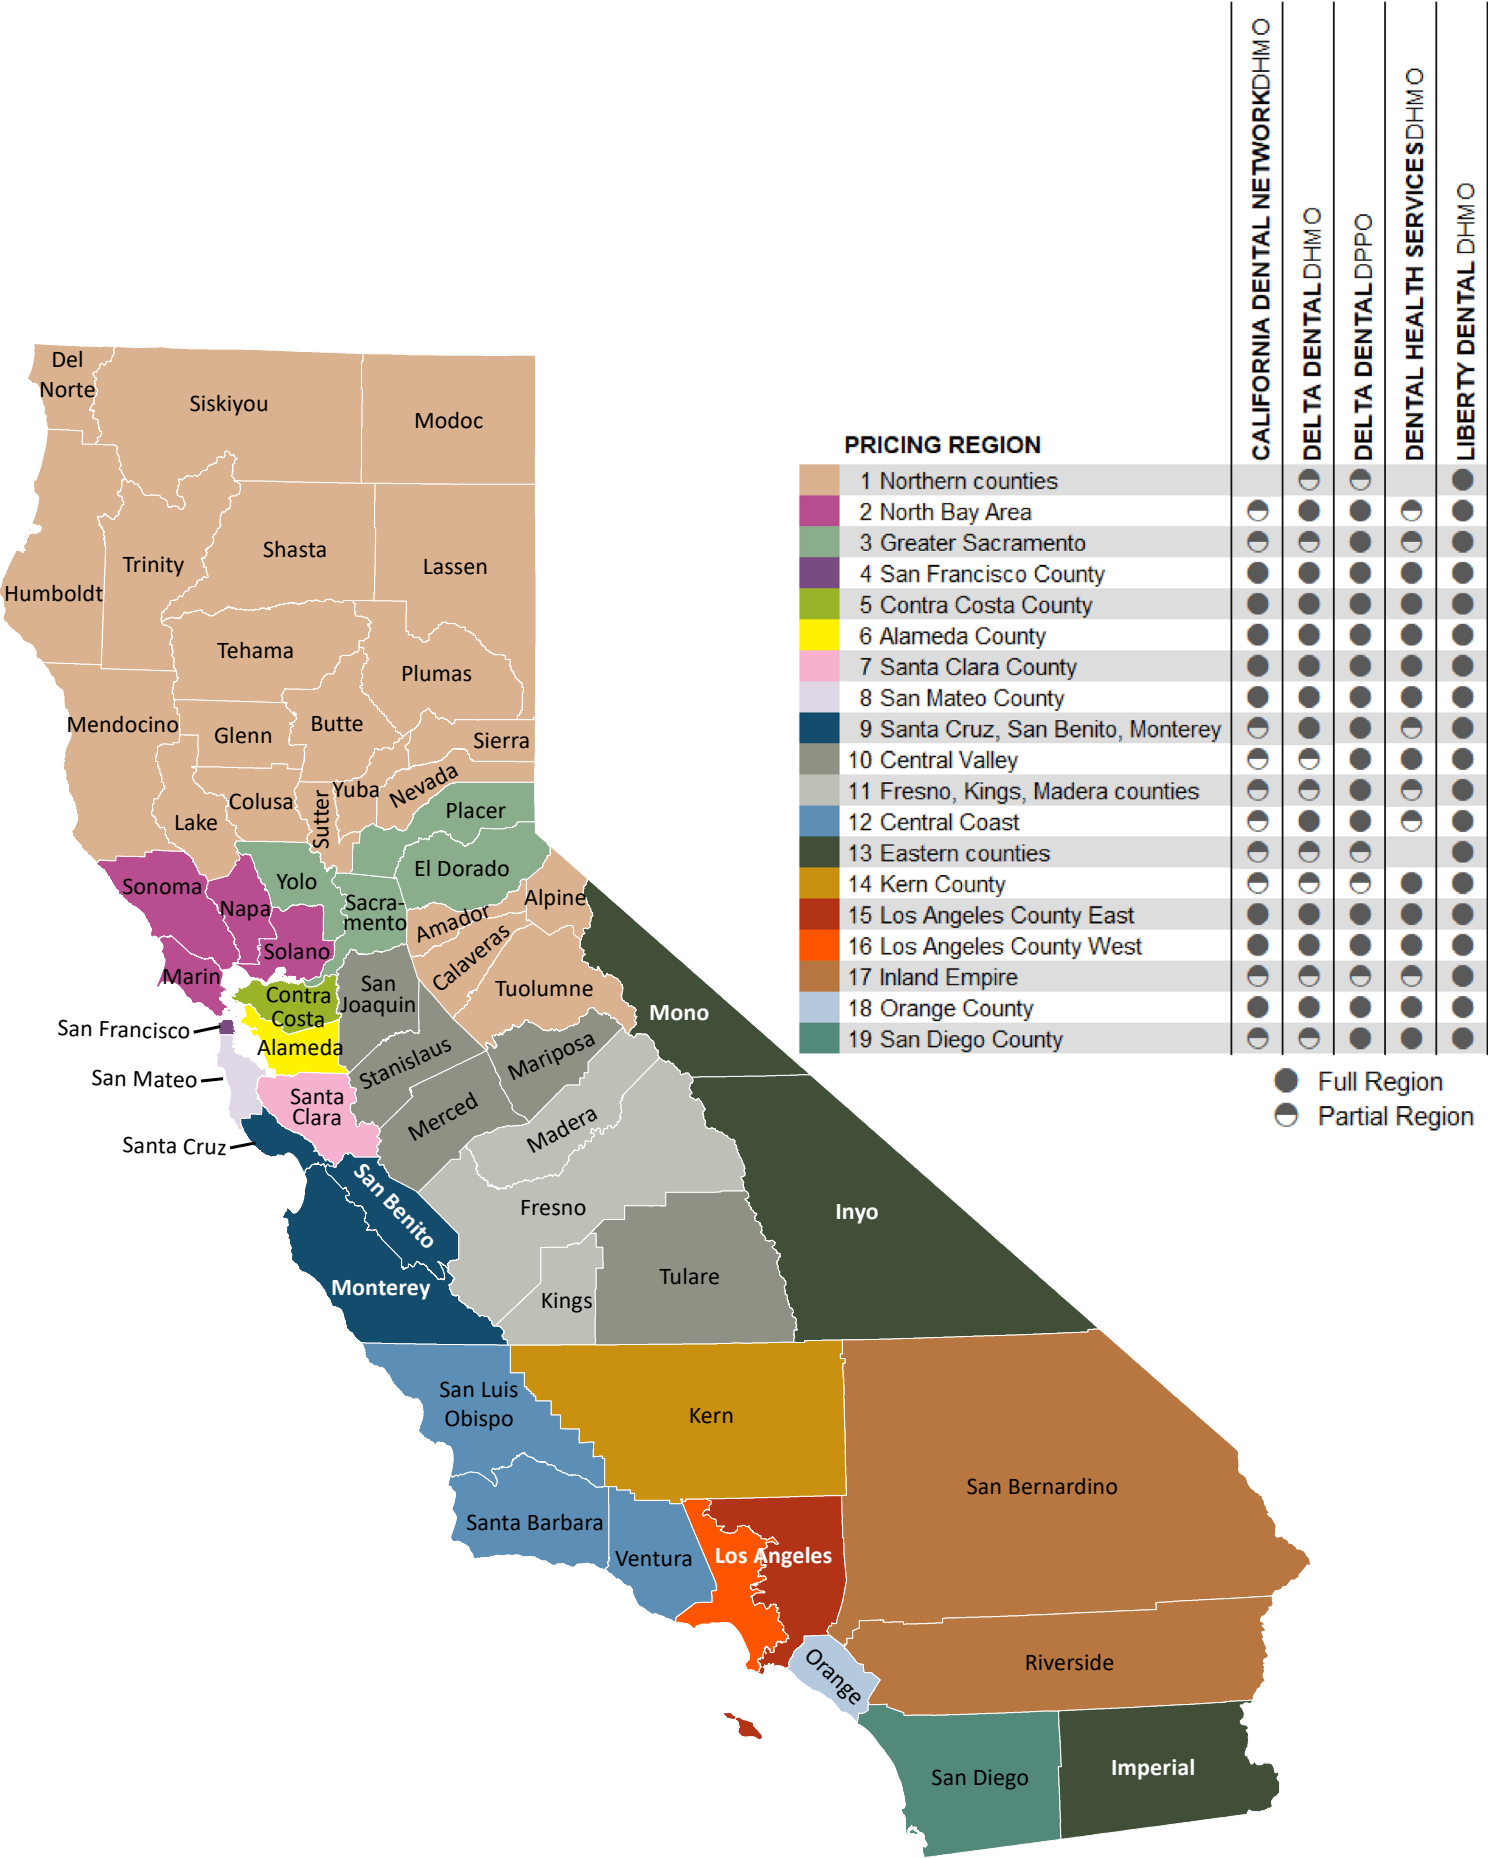 CALIFORNIA DENTAL NETWORKDHMO
DELTA DENTALDHMO
DELTA DENTALDPPO
DENTAL HEALTH SERVICESDHMO
LIBERTY DENTAL DHMO
PRICING REGION
1 Northern counties
2 North Bay Area
3 Greater Sacramento
4 San Francisco County
5 Contra Costa County
6 Alameda County
7 Santa Clara County
8 San Mateo County
9 Santa Cruz, San Benito, Monterey
10 Central Valley
11 Fresno, Kings, Madera counties
12 Central Coast
13 Eastern counties
14 Kern County
15 Los Angeles County East
16 Los Angeles County West
17 Inland Empire
18 Orange County
19 San Diego County
Full Region
Partial Region
Del
Norte
Siskiyou
Modoc
Humboldt
Trinity
Shasta
Lassen
Tehama
Plumas
Mendocino
Glenn
Butte
Sierra
Lake
Colusa
Sutter
Yuba
Nevada
Placer
El Dorado
Sonoma
Napa
Yolo
Sacra-
mento
Solano
Marin
Amador
Alpine
Calaveras
Tuolumne
San
Joaquin
Contra
Costa
San Francisco
Alameda
San Mateo
Stanislaus
Mariposa
Mono
Santa
Clara
Merced
Madera
Santa Cruz
San Benito
Fresno
Inyo
Monterey
Kings
Tulare
San Luis
Obispo
Kern
San Bernardino
Santa Barbara
Ventura
Los Angeles
Orange
Riverside
San Diego
Imperial